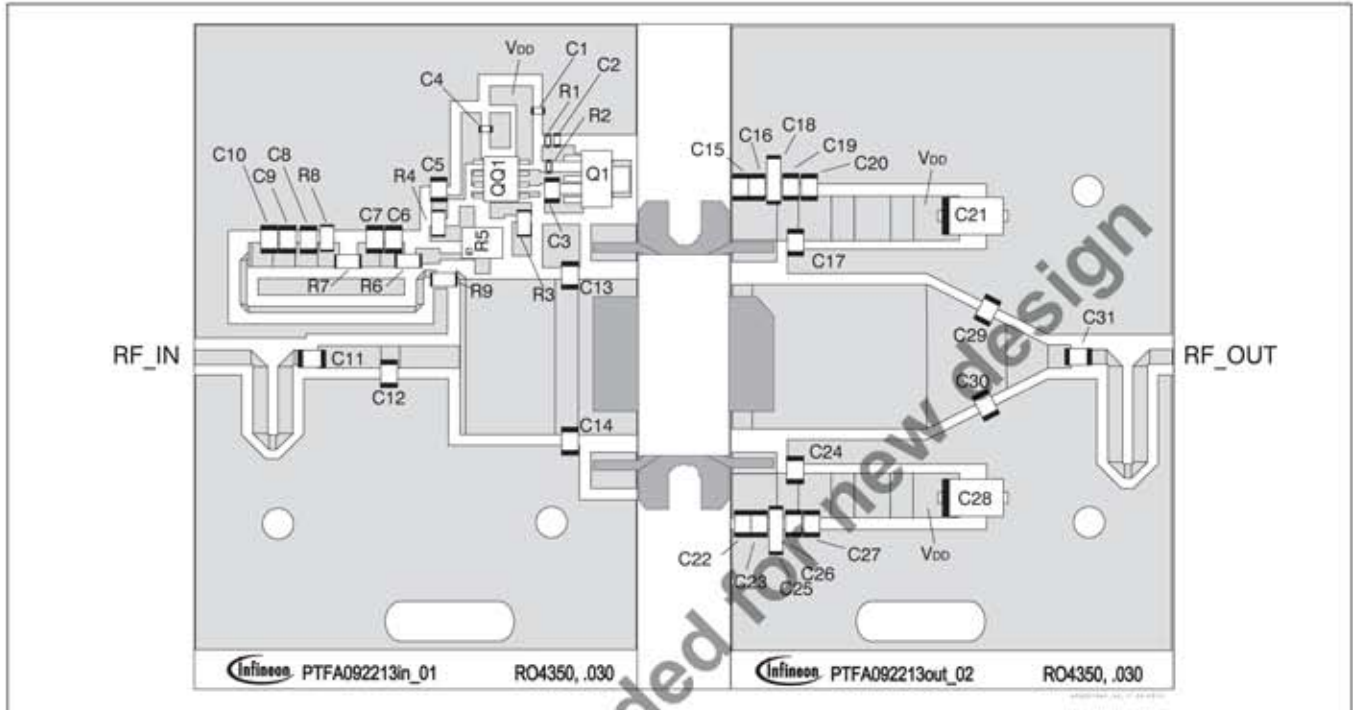 VDD
C1
C2
C4
R1
R2
C10
C8
C9
R8
C5
R4
QQ1
Q1
C7 C6
R5
C3
R7
R6
R9
R3
C13
RF_IN
C11
C12
C14
C15
C16
C18
C19
C20
VDD
C21
C17
C29
C31
RF_OUT
C30
C24
C28
VDD
C22
C23
C25
C26
C27
ded for new design
Infineon PTFA092213in_01 RO4350, .030
Infineon PTFA092213out_02 RO4350, .030